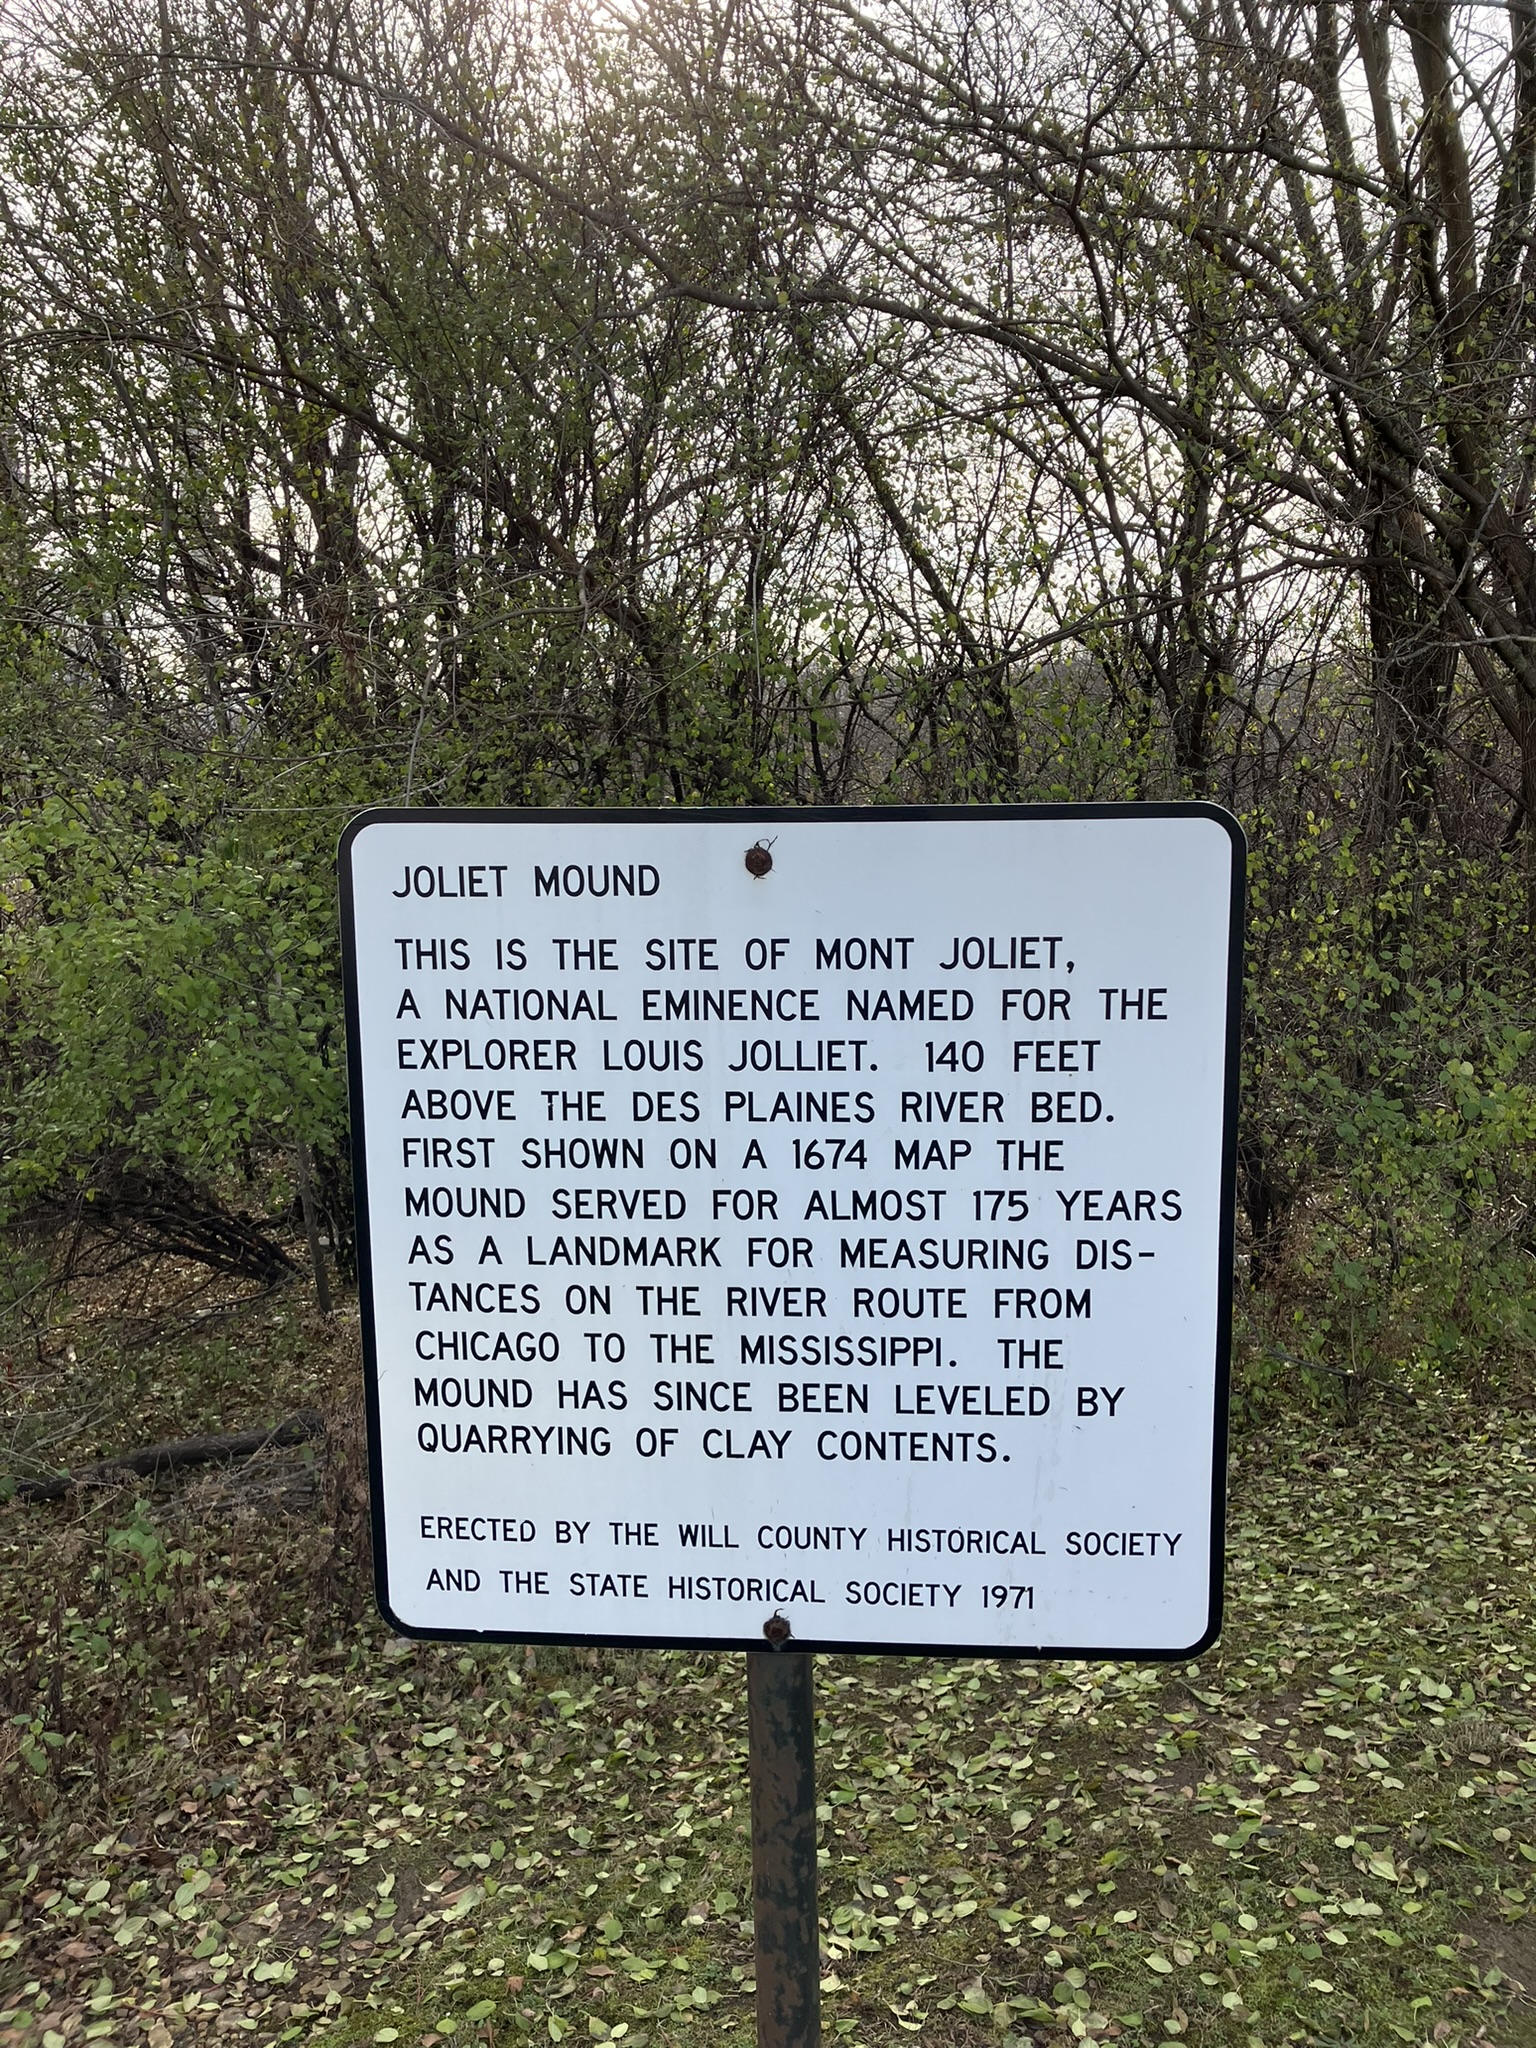 JOLIET MOUND
THIS IS THE SITE OF MONT JOLIET,
A NATIONAL EMINENCE NAMED FOR THE
EXPLORER LOUIS JOLLIET. 140 FEET
ABOVE THE DES PLAINES RIVER BED.
FIRST SHOWN ON A 1674 MAP THE
MOUND SERVED FOR ALMOST 175 YEARS
AS A LANDMARK FOR MEASURING DIS-
TANCES ON THE RIVER ROUTE FROM
CHICAGO TO THE MISSISSIPPI. THE
MOUND HAS SINCE BEEN LEVELED BY
QUARRYING OF CLAY CONTENTS.
ERECTED BY THE WILL COUNTY HISTORICAL SOCIETY
AND THE STATE HISTORICAL SOCIETY 1971